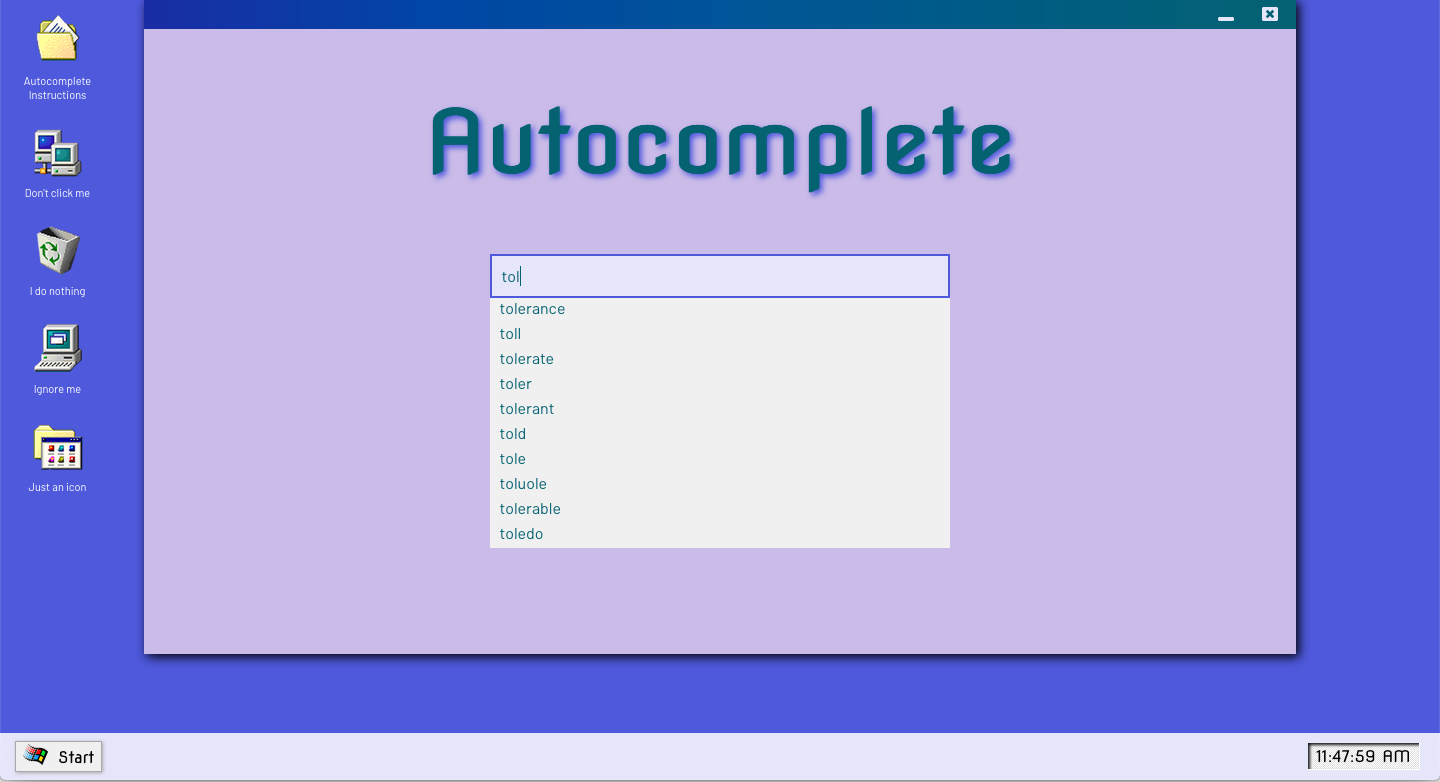 Autocomplete
Instructions
Don't click me
I do nothing
Ignore me
Just an icon
Autocomplete
tol
tolerance
toll
tolerate
toler
tolerant
told
tole
toluole
tolerable
toledo
Start
11:47:59 AM